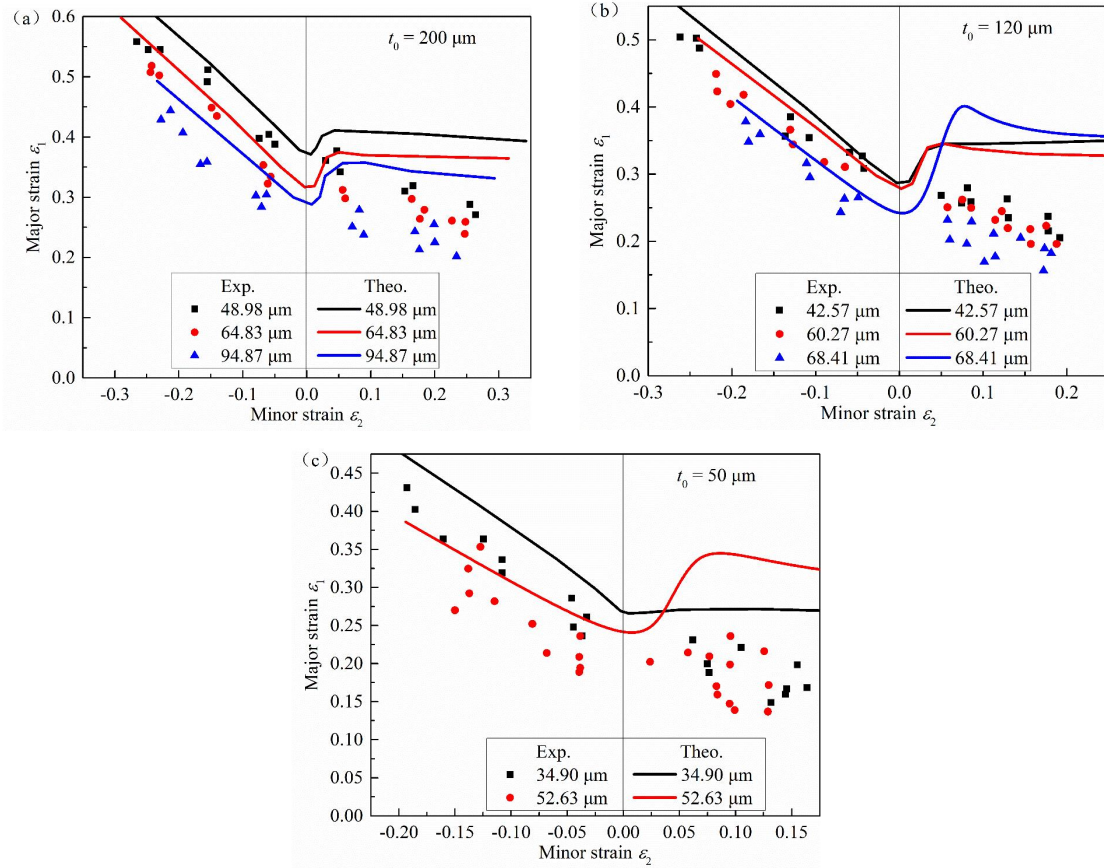 (a)
t₀ = 200 μm
Major strain ε₁
0.6
0.5
0.4
0.3
0.2
0.1
0.0
Exp. Theo.
48.98 μm 48.98 μm
64.83 μm 64.83 μm
94.87 μm 94.87 μm
-0.3 -0.2 -0.1 0.0 0.1 0.2 0.3
Minor strain ε₂
(b)
t₀ = 120 μm
Major strain ε₁
0.5
0.4
0.3
0.2
0.1
0.0
Exp. Theo.
42.57 μm 42.57 μm
60.27 μm 60.27 μm
68.41 μm 68.41 μm
-0.3 -0.2 -0.1 0.0 0.1 0.2
Minor strain ε₂
(c)
t₀ = 50 μm
Major strain ε₁
0.45
0.40
0.35
0.30
0.25
0.20
0.15
0.10
0.05
0.00
Exp. Theo.
34.90 μm 34.90 μm
52.63 μm 52.63 μm
-0.20 -0.15 -0.10 -0.05 0.00 0.05 0.10 0.15
Minor strain ε₂